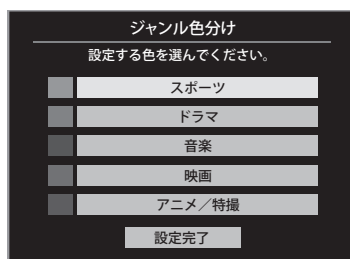 ジャンル色分け
設定する色を選んでください。
スポーツ
ドラマ
音楽
映画
アニメ／特撮
設定完了